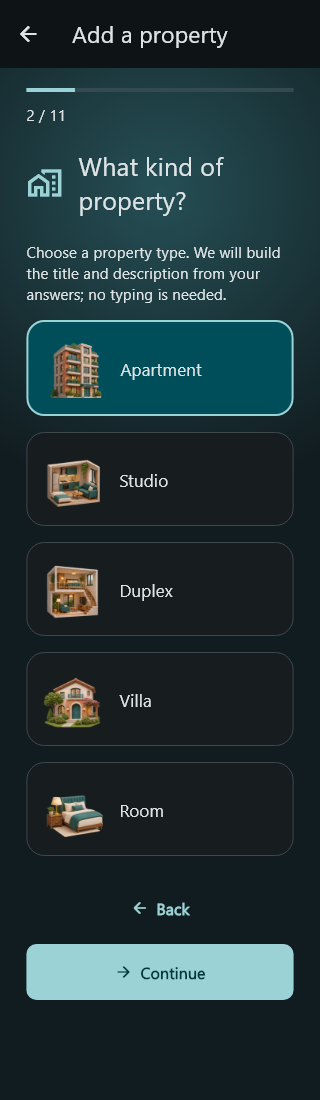 Add a property
2 / 11
What kind of
property?
Choose a property type. We will build
the title and description from your
answers; no typing is needed.
Apartment
Studio
Duplex
Villa
Room
Back
Continue